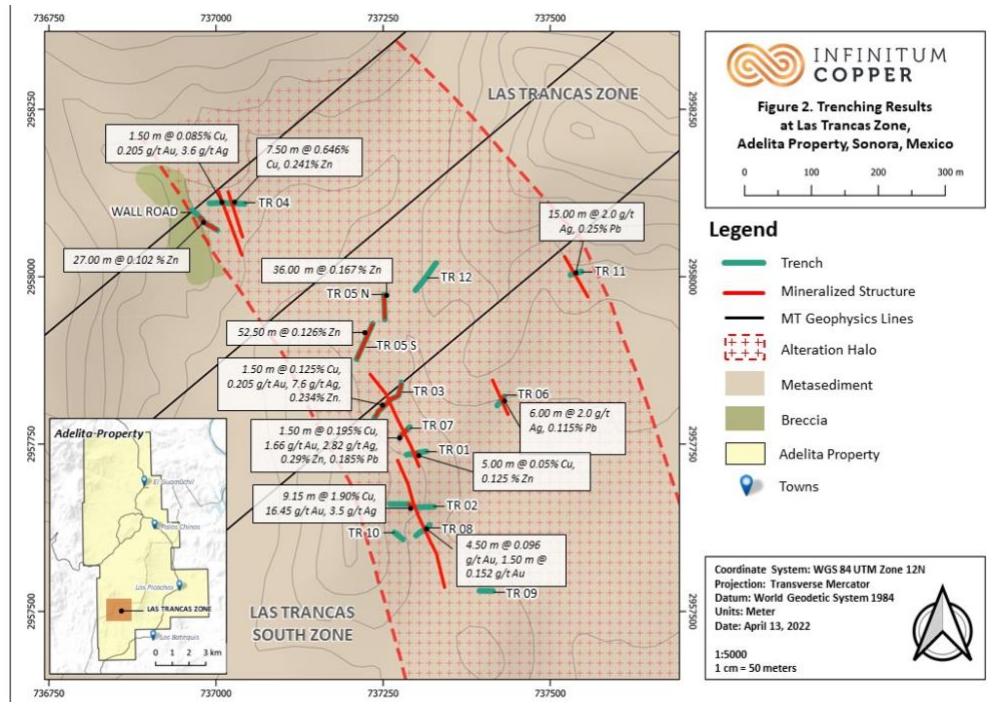 736750
737000
737250
737500
2958250
2958000
2957750
2957500
LAS TRANCAS ZONE
1.50 m @ 0.085% Cu,
0.205 g/t Au, 3.6 g/t Ag
7.50 m @ 0.646%
Cu, 0.241% Zn
TR 04
WALL ROAD
27.00 m @ 0.102 % Zn
15.00 m @ 2.0 g/t
Ag, 0.25% Pb
TR 11
36.00 m @ 0.167 % Zn
TR 12
TR 05 N
52.50 m @ 0.126% Zn
TR 05 S
1.50 m @ 0.125% Cu,
0.205 g/t Au, 7.6 g/t Ag,
0.234% Zn.
TR 03
TR 06
6.00 m @ 2.0 g/t
Ag, 0.115% Pb
1.50 m @ 0.195% Cu,
1.66 g/t Au, 2.82 g/t Ag,
0.29% Zn, 0.185% Pb
TR 07
TR 01
5.00 m @ 0.05% Cu,
0.125 % Zn
9.15 m @ 1.90% Cu,
16.45 g/t Au, 3.5 g/t Ag
TR 02
TR 08
TR 10
4.50 m @ 0.096
g/t Au, 1.50 m @
0.152 g/t Au
TR 09
LAS TRANCAS
SOUTH ZONE
Adelita-Property
LAS TRANCAS ZONE
0 1 2 3 km
2958250
2958000
2957750
2957500
736750
737000
737250
737500
INFINITUM
COPPER
Figure 2. Trenching Results
at Las Trancas Zone,
Adelita Property, Sonora, Mexico
0 100 200 300 m
Legend
Trench
Mineralized Structure
MT Geophysics Lines
Alteration Halo
Metasediment
Breccia
Adelita Property
Towns
Coordinate System: WGS 84 UTM Zone 12N
Projection: Transverse Mercator
Datum: World Geodetic System 1984
Units: Meter
Date: April 13, 2022
1:5000
1 cm = 50 meters